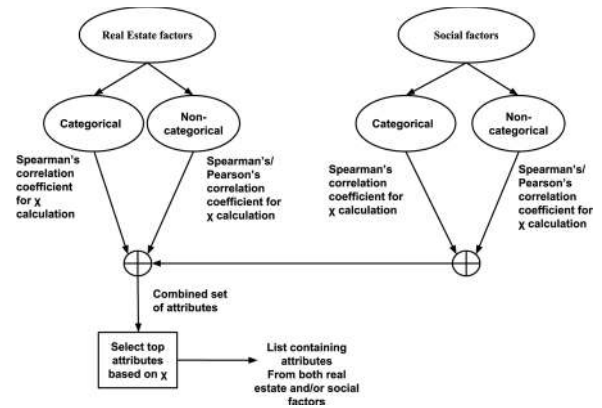 Real Estate factors
Social factors
Categorical
Non-
categorical
Categorical
Non-
categorical
Spearman's
correlation
coefficient
for χ
calculation
Spearman's/
Pearson's
correlation
coefficient for
χ calculation
Spearman's
correlation
coefficient for
χ calculation
Spearman's/
Pearson's
correlation
coefficient for
χ calculation
Combined set
of attributes
Select top
attributes
based on χ
List containing
attributes
From both real
estate and/or social
factors